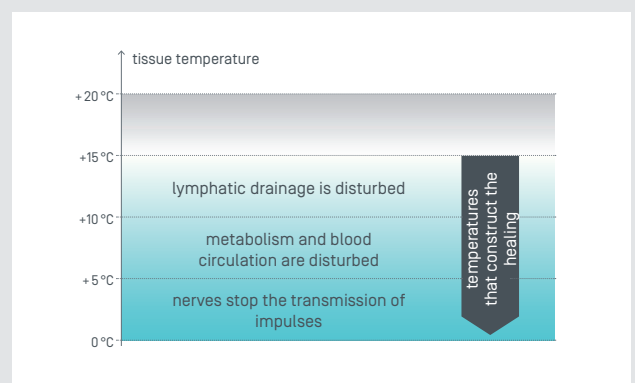 tissue temperature
+ 20 °C
+15 °C
lymphatic drainage is disturbed
+10 °C
metabolism and blood
circulation are disturbed
+ 5 °C
nerves stop the transmission of
impulses
0 °C
temperatures
that construct the
healing